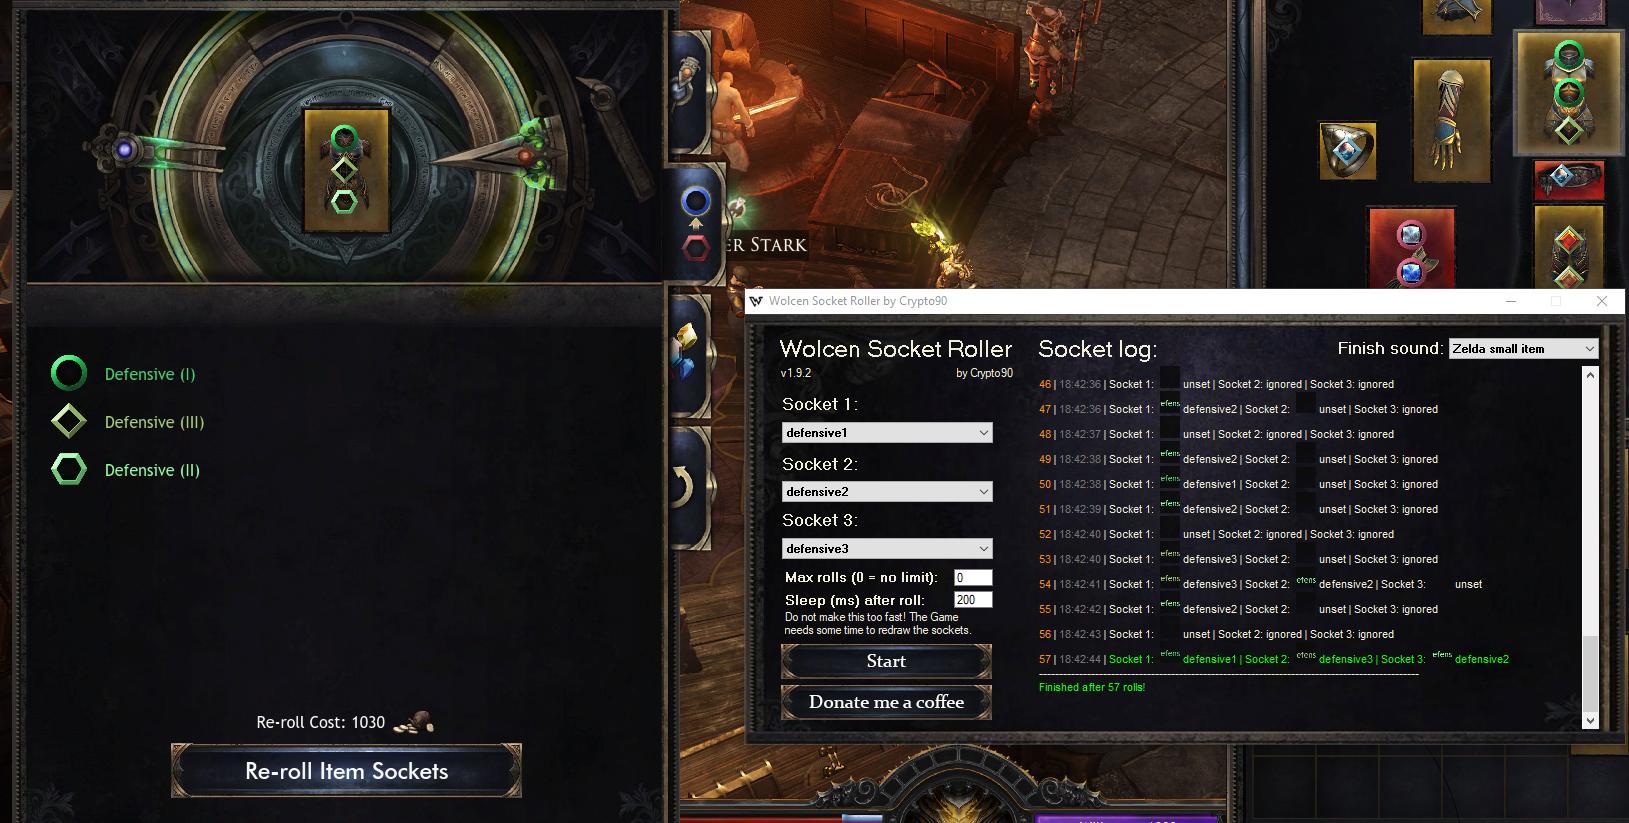 Defensive (I)
Defensive (III)
Defensive (II)
Re-roll Cost: 1030
Re-roll Item Sockets
ER STARK
Wolcen Socket Roller by Crypto90
Wolcen Socket Roller
v1.9.2 by Crypto90
Socket 1:
defensive1
Socket 2:
defensive2
Socket 3:
defensive3
Max rolls (0 = no limit): 0
Sleep (ms) after roll: 200
Do not make this too fast! The Game
needs some time to redraw the sockets.
Start
Donate me a coffee
Socket log:
Finish sound: Zelda small item
46 | 18:42:36 | Socket 1: unset | Socket 2: ignored | Socket 3: ignored
47 | 18:42:36 | Socket 1: efens defensive2 | Socket 2: unset | Socket 3: ignored
48 | 18:42:37 | Socket 1: unset | Socket 2: ignored | Socket 3: ignored
49 | 18:42:38 | Socket 1: efens defensive2 | Socket 2: unset | Socket 3: ignored
50 | 18:42:38 | Socket 1: efens defensive1 | Socket 2: unset | Socket 3: ignored
51 | 18:42:39 | Socket 1: efens defensive2 | Socket 2: unset | Socket 3: ignored
52 | 18:42:40 | Socket 1: unset | Socket 2: ignored | Socket 3: ignored
53 | 18:42:40 | Socket 1: efens defensive3 | Socket 2: unset | Socket 3: ignored
54 | 18:42:41 | Socket 1: efens defensive3 | Socket 2: efens defensive2 | Socket 3: unset
55 | 18:42:42 | Socket 1: efens defensive2 | Socket 2: unset | Socket 3: ignored
56 | 18:42:43 | Socket 1: unset | Socket 2: ignored | Socket 3: ignored
57 | 18:42:44 | Socket 1: efens defensive1 | Socket 2: efens defensive3 | Socket 3: efens defensive2
Finished after 57 rolls!